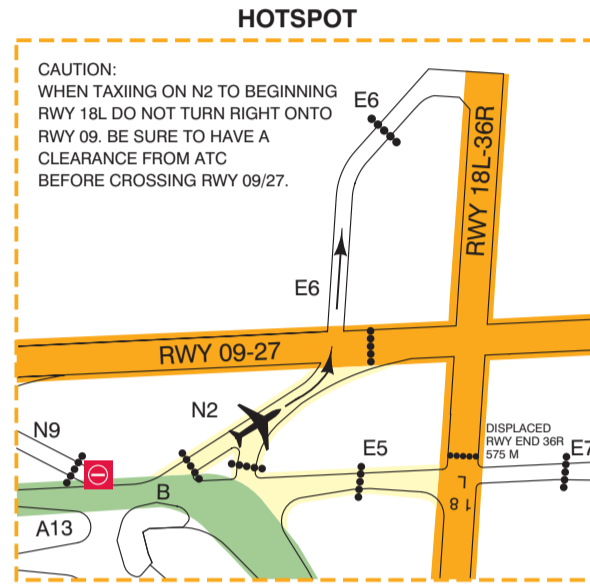 HOTSPOT
CAUTION:
WHEN TAXIING ON N2 TO BEGINNING
RWY 18L DO NOT TURN RIGHT ONTO
RWY 09. BE SURE TO HAVE A
CLEARANCE FROM ATC
BEFORE CROSSING RWY 09/27.
E6
RWY 18L-36R
E6
RWY 09-27
N2
N9
E5
DISPLACED
RWY END 36R
575 M
E7
B
L
18
A13